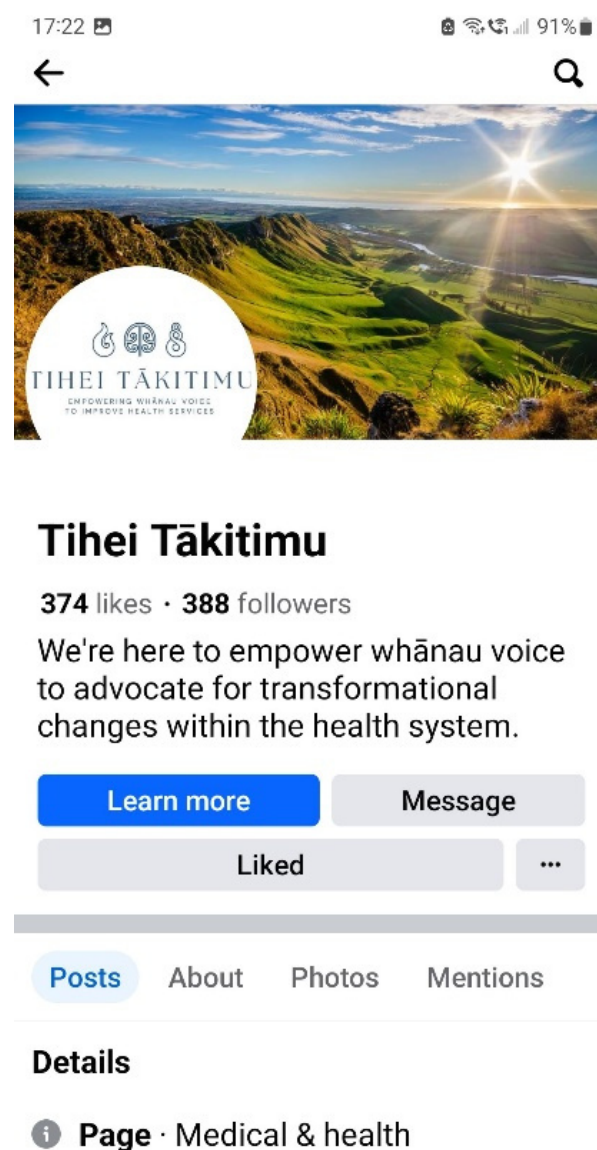 17:22
91%
TIHEI TĀKITIMU
EMPOWERING WHĀNAU VOICE
TO IMPROVE HEALTH SERVICES
Tihei Tākitimu
374 likes · 388 followers
We're here to empower whānau voice
to advocate for transformational
changes within the health system.
Learn more
Message
Liked
Posts About Photos Mentions
Details
Page · Medical & health